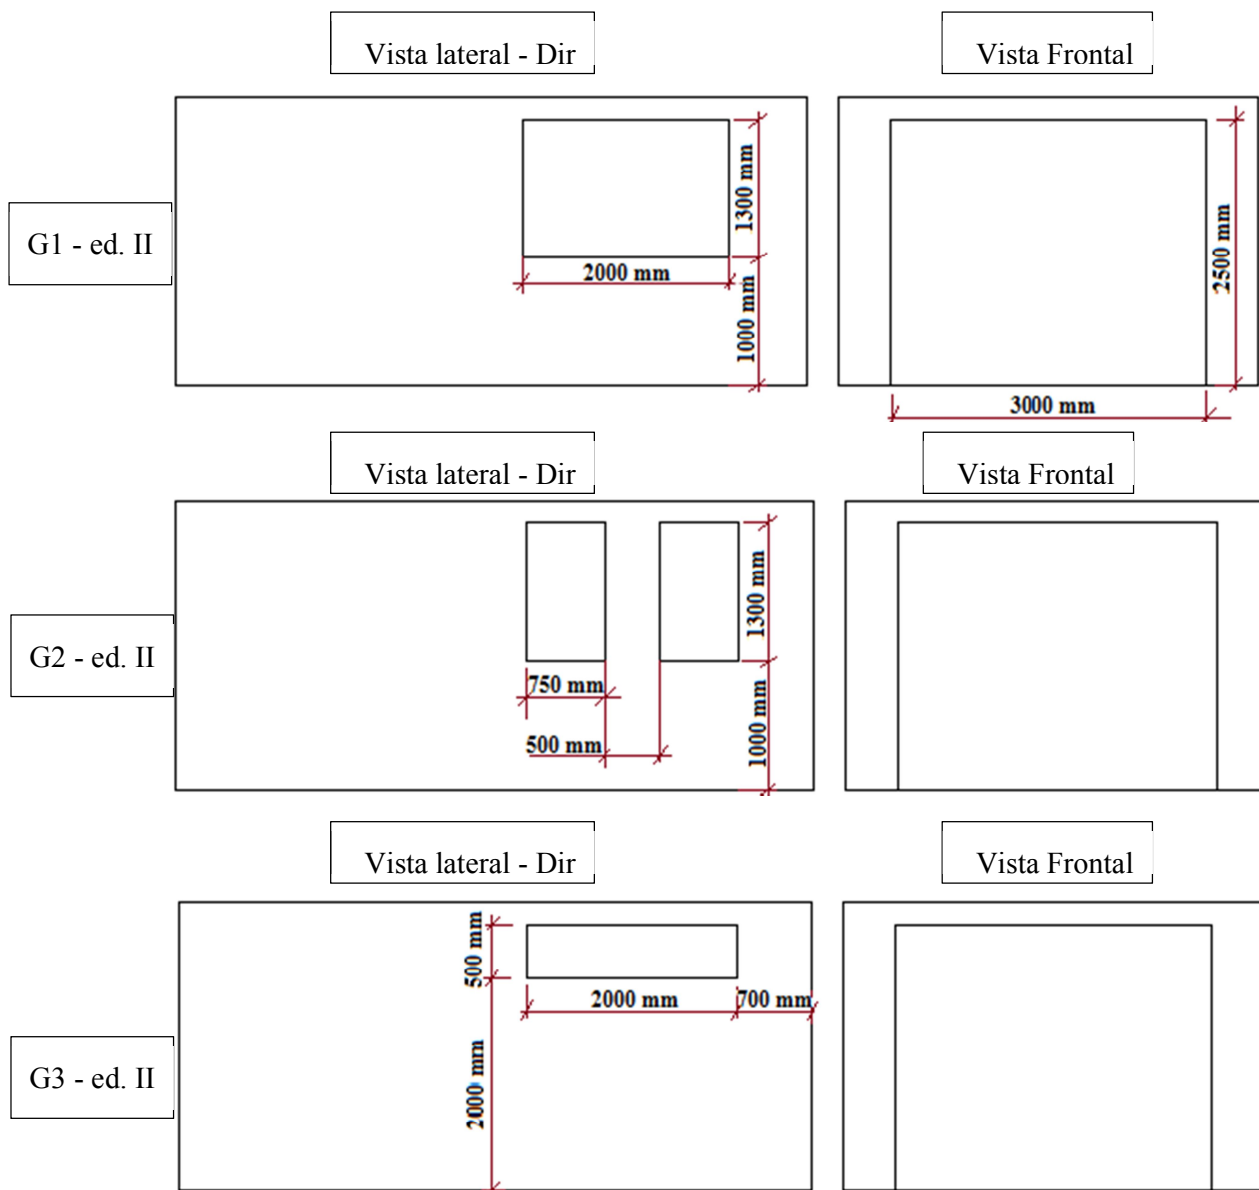 Vista lateral - Dir
Vista Frontal
G1 - ed. II
1300 mm
2000 mm
1000 mm
2500 mm
3000 mm
Vista lateral - Dir
Vista Frontal
G2 - ed. II
1300 mm
750 mm
500 mm
1000 mm
Vista lateral - Dir
Vista Frontal
G3 - ed. II
500 mm
2000 mm
700 mm
2000 mm